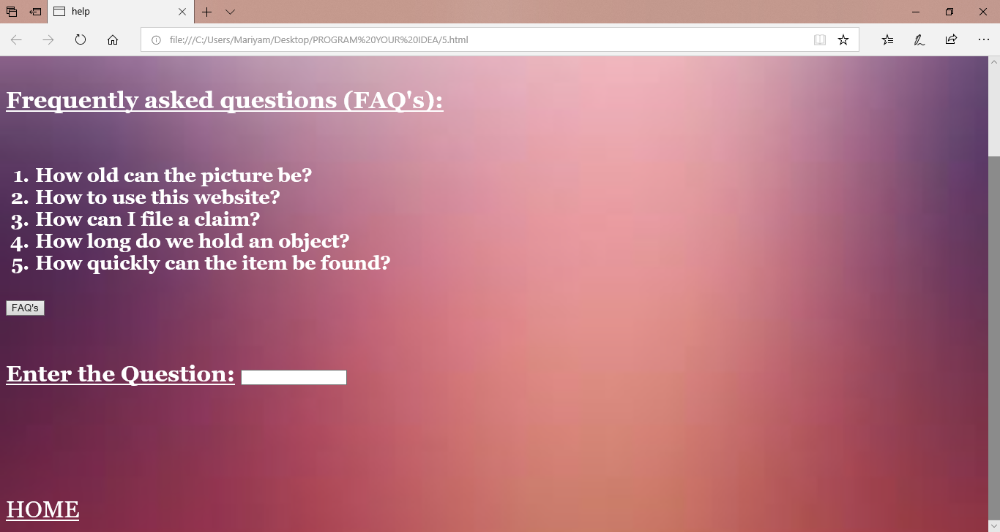 help
file:///C:/Users/Mariyam/Desktop/PROGRAM%20YOUR%20IDEA/5.html
Frequently asked questions (FAQ's):
1. How old can the picture be?
2. How to use this website?
3. How can I file a claim?
4. How long do we hold an object?
5. How quickly can the item be found?
FAQ's
Enter the Question:
HOME